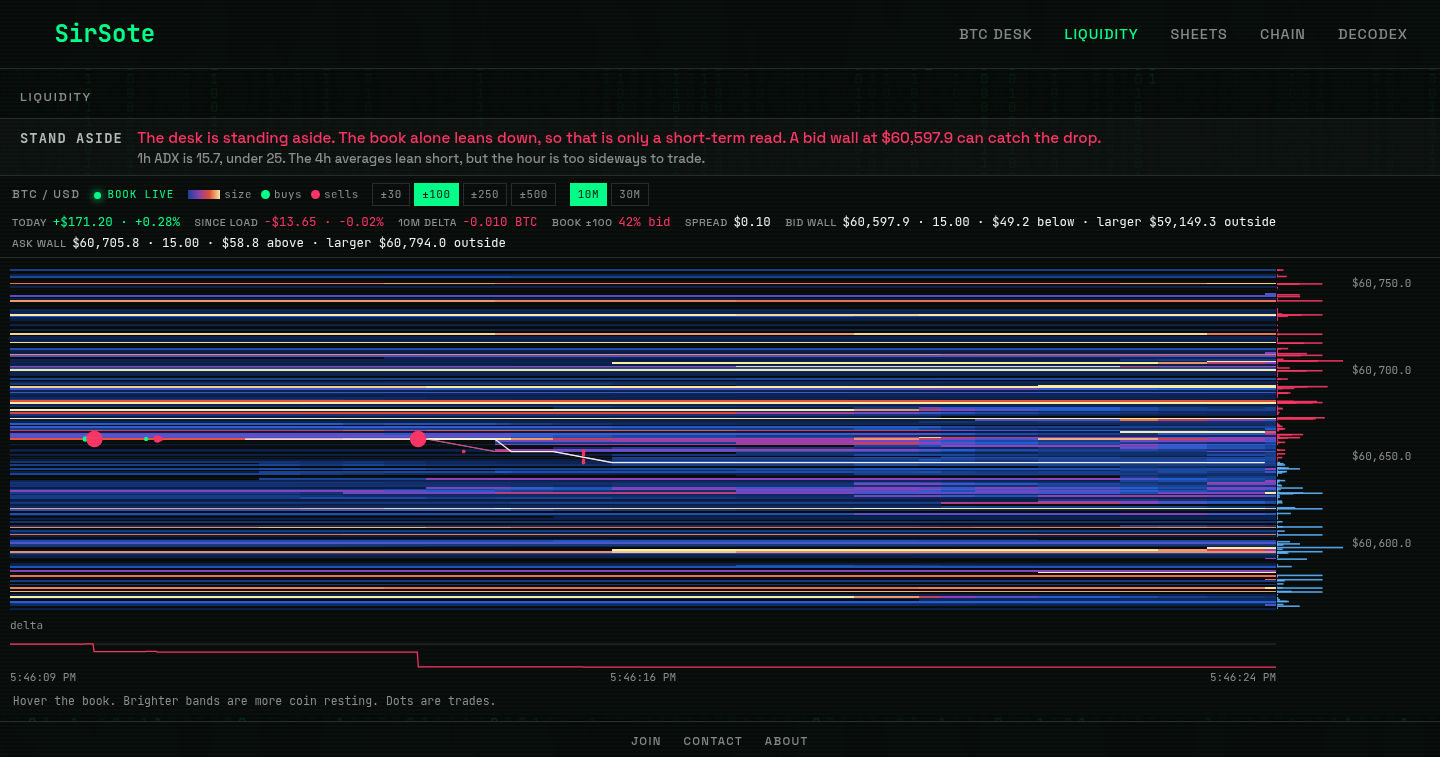 SirSote
BTC DESK LIQUIDITY SHEETS CHAIN DECODEX
LIQUIDITY
STAND ASIDE The desk is standing aside. The book alone leans down, so that is only a short-term read. A bid wall at $60,597.9 can catch the drop.
1h ADX is 15.7, under 25. The 4h averages lean short, but the hour is too sideways to trade.
BTC / USD BOOK LIVE size buys sells ±30 ±100 ±250 ±500 10M 30M
TODAY +$171.20 · +0.28% SINCE LOAD -$13.65 · -0.02% 10M DELTA -0.010 BTC BOOK ±100 42% bid SPREAD $0.10 BID WALL $60,597.9 · 15.00 · $49.2 below · larger $59,149.3 outside
ASK WALL $60,705.8 · 15.00 · $58.8 above · larger $60,794.0 outside
$60,750.0
$60,700.0
$60,650.0
$60,600.0
delta
5:46:09 PM 5:46:16 PM 5:46:24 PM
Hover the book. Brighter bands are more coin resting. Dots are trades.
JOIN CONTACT ABOUT